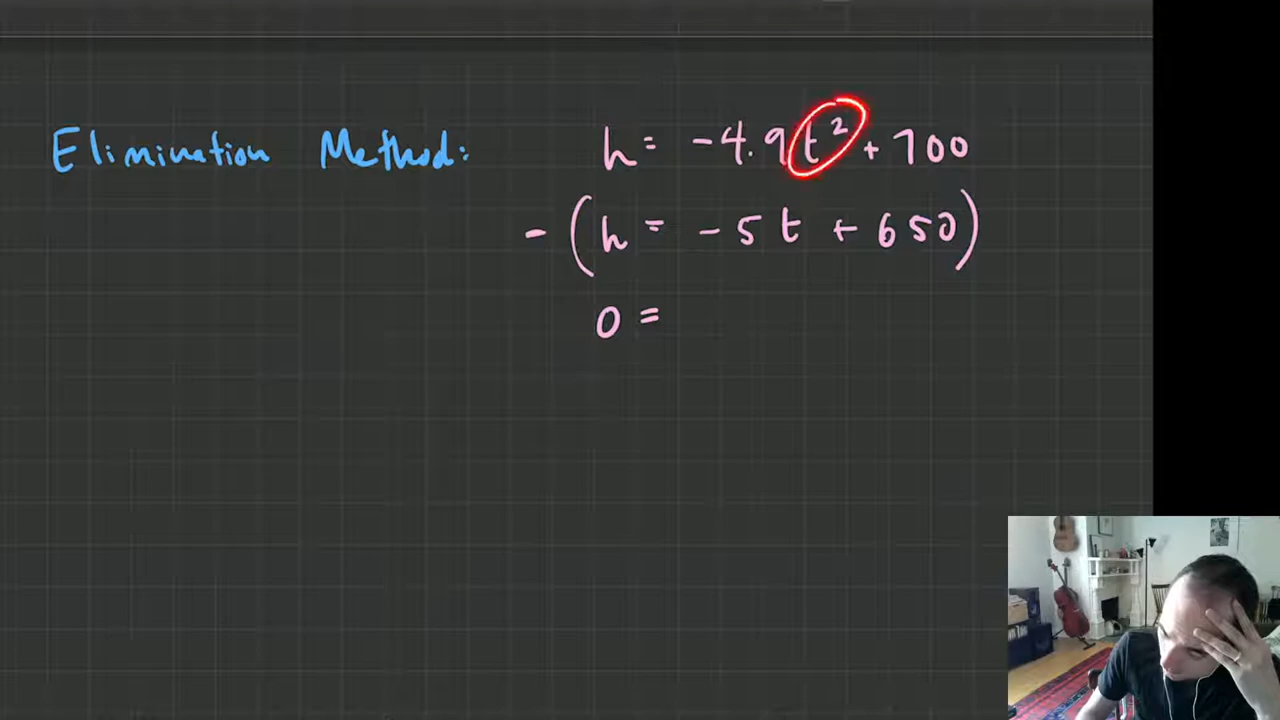 Elimination Method: h = -4.9t² + 700
- (h = -5t + 650)
0 =